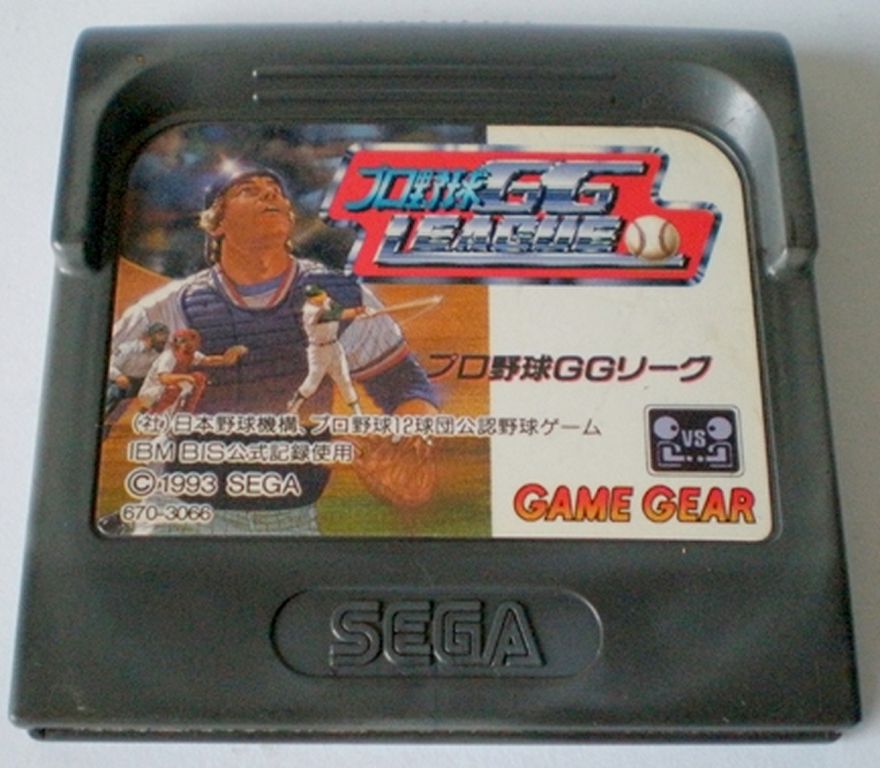 プロ野球GG
LEAGUE
プロ野球GGリーグ
(社)日本野球機構、プロ野球12球団公認野球ゲーム
IBM BIS公式記録使用
©1993 SEGA
670-3066
VS
GAME GEAR
SEGA